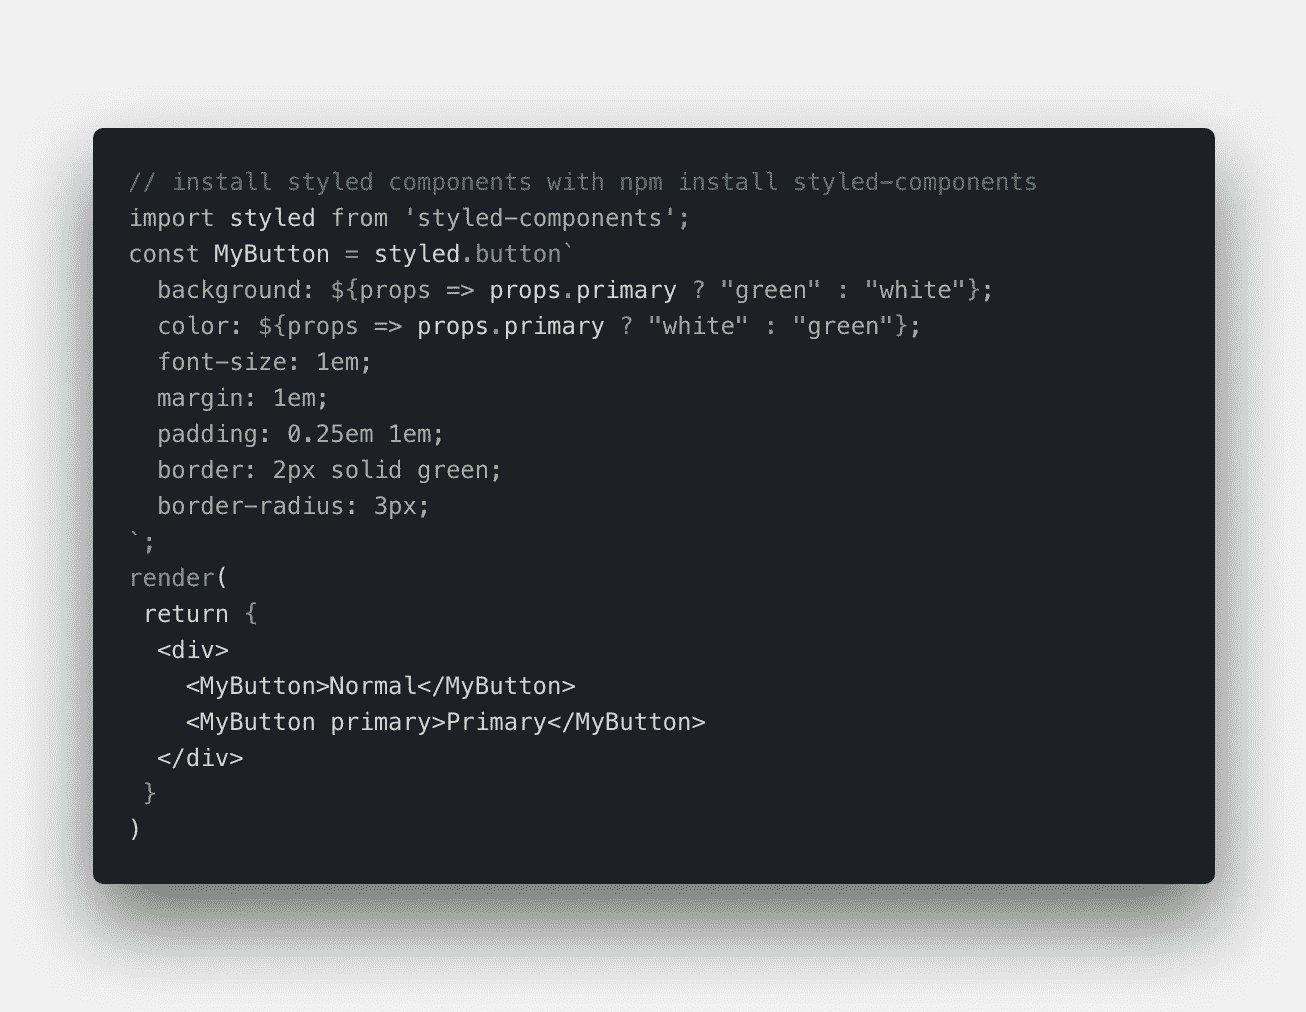 // install styled components with npm install styled-components
import styled from 'styled-components';
const MyButton = styled.button`
  background: ${props => props.primary ? "green" : "white"};
  color: ${props => props.primary ? "white" : "green"};
  font-size: 1em;
  margin: 1em;
  padding: 0.25em 1em;
  border: 2px solid green;
  border-radius: 3px;
`;
render(
 return {
  <div>
    <MyButton>Normal</MyButton>
    <MyButton primary>Primary</MyButton>
  </div>
 }
)